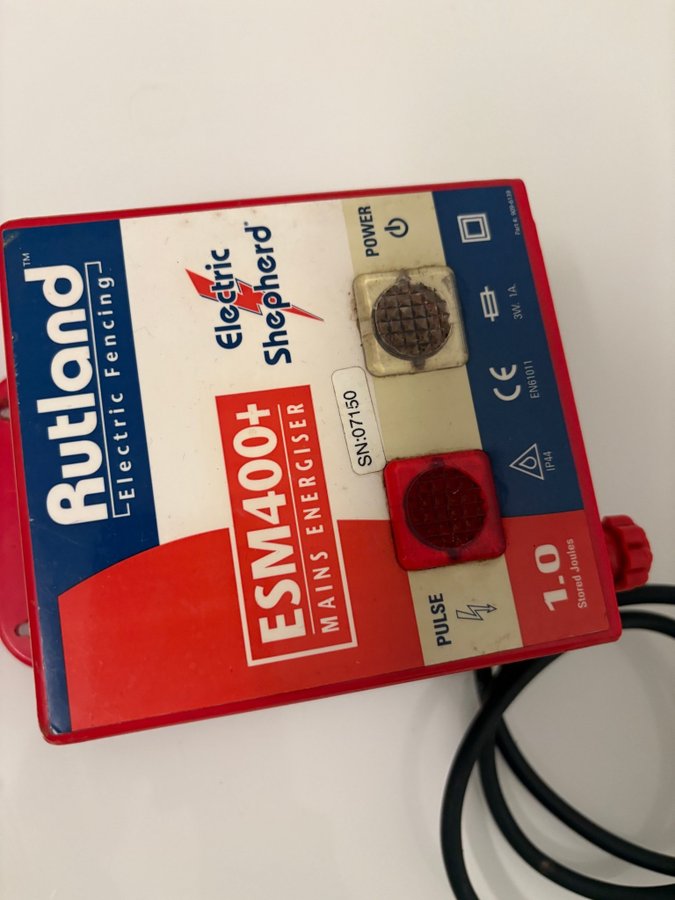 Rutland™
Electric Fencing
Electric
Shepherd
ESM400+
MAINS ENERGISER
SN:07150
POWER
PULSE
3W. 1A.
CE
EN61011
IP44
1.0
Stored Joules